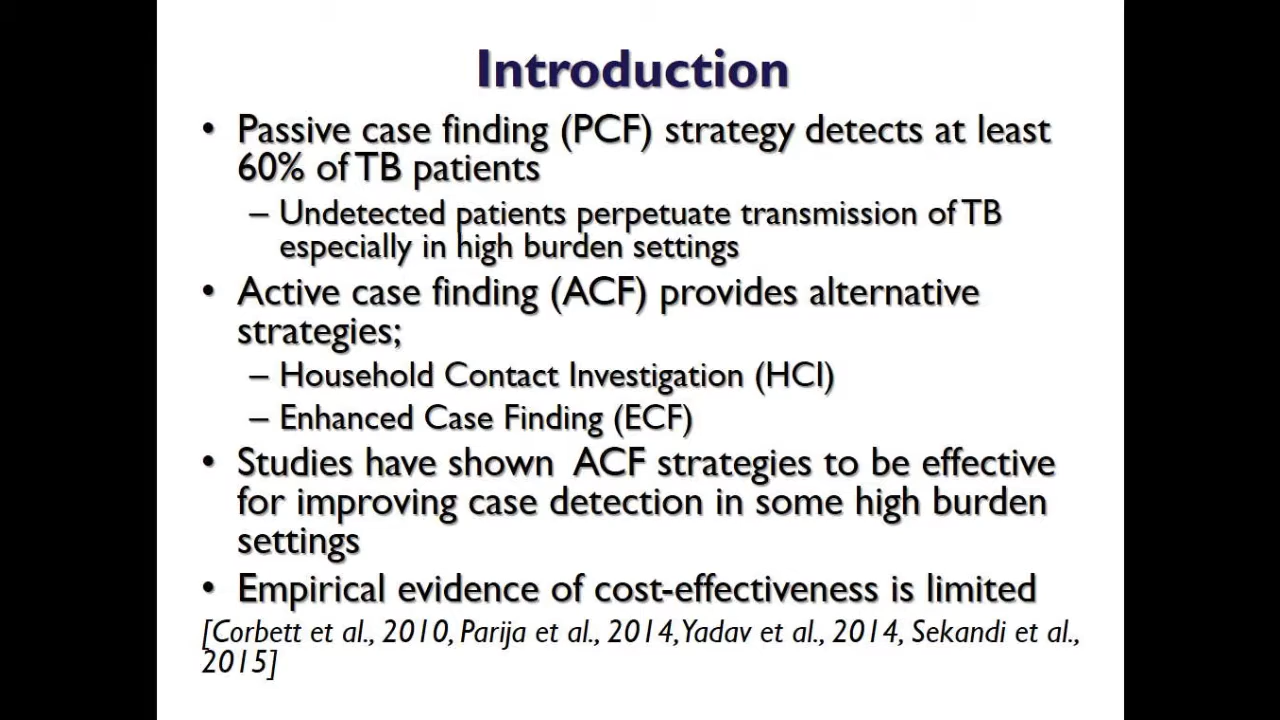 Introduction
• Passive case finding (PCF) strategy detects at least
60% of TB patients
– Undetected patients perpetuate transmission of TB
especially in high burden settings
• Active case finding (ACF) provides alternative
strategies;
– Household Contact Investigation (HCI)
– Enhanced Case Finding (ECF)
• Studies have shown  ACF strategies to be effective
for improving case detection in some high burden
settings
• Empirical evidence of cost-effectiveness is limited
[Corbett et al., 2010, Parija et al., 2014, Yadav et al., 2014, Sekandi et al.,
2015]